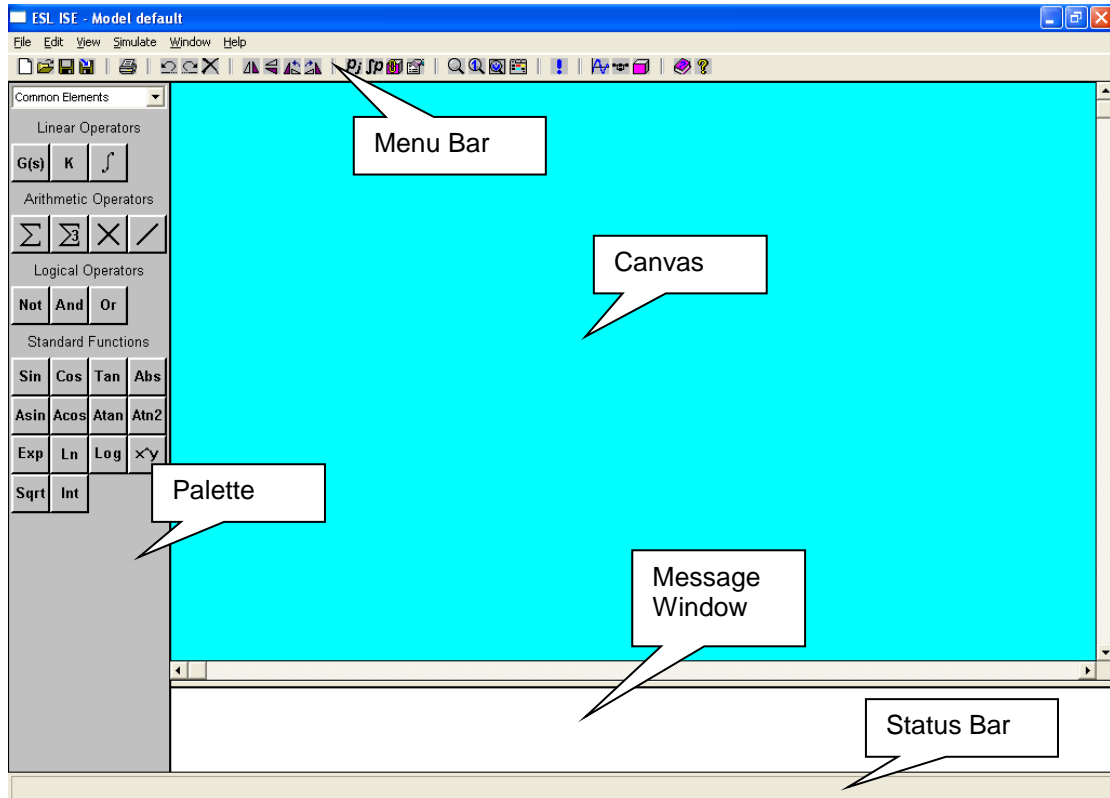 ESL ISE - Model default
File Edit View Simulate Window Help
Common Elements
Linear Operators
G(s) K ∫
Arithmetic Operators
Σ Σ3 X /
Logical Operators
Not And Or
Standard Functions
Sin Cos Tan Abs
Asin Acos Atan Atn2
Exp Ln Log x^y
Sqrt Int
Menu Bar
Canvas
Palette
Message
Window
Status Bar